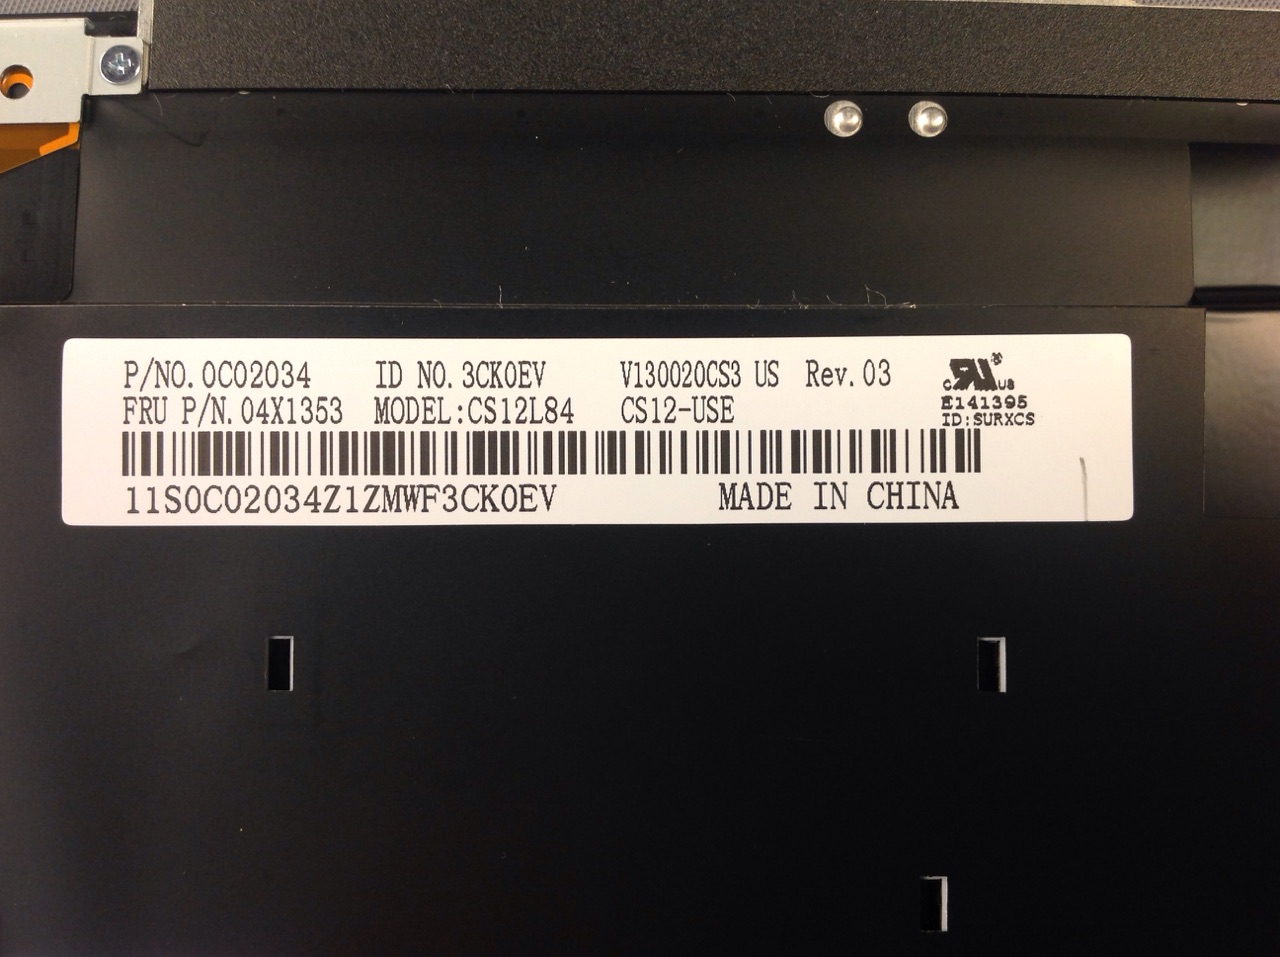 P/NO. 0C02034 ID NO. 3CK0EV V130020CS3 US Rev. 03
FRU P/N. 04X1353 MODEL:CS12L84 CS12-USE
C US
E141395
ID:SURXCS
11S0C02034Z1ZMWF3CK0EV MADE IN CHINA